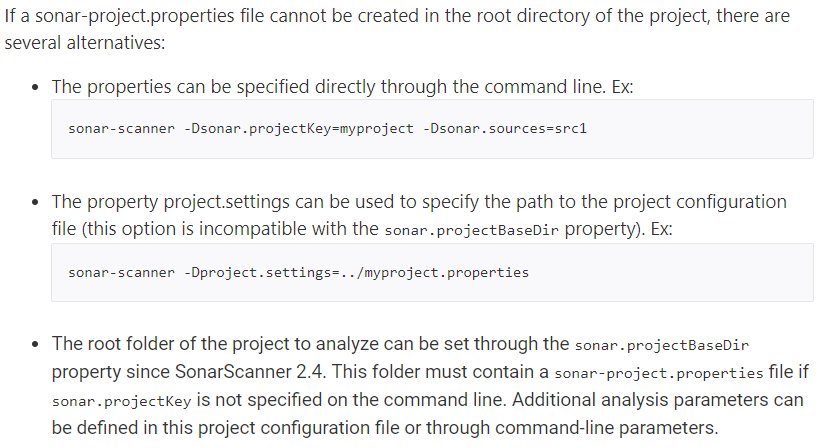 If a sonar-project.properties file cannot be created in the root directory of the project, there are
several alternatives:
• The properties can be specified directly through the command line. Ex:
sonar-scanner -Dsonar.projectKey=myproject -Dsonar.sources=src1
• The property project.settings can be used to specify the path to the project configuration
file (this option is incompatible with the sonar.projectBaseDir property). Ex:
sonar-scanner -Dproject.settings=../myproject.properties
• The root folder of the project to analyze can be set through the sonar.projectBaseDir
property since SonarScanner 2.4. This folder must contain a sonar-project.properties file if
sonar.projectKey is not specified on the command line. Additional analysis parameters can
be defined in this project configuration file or through command-line parameters.